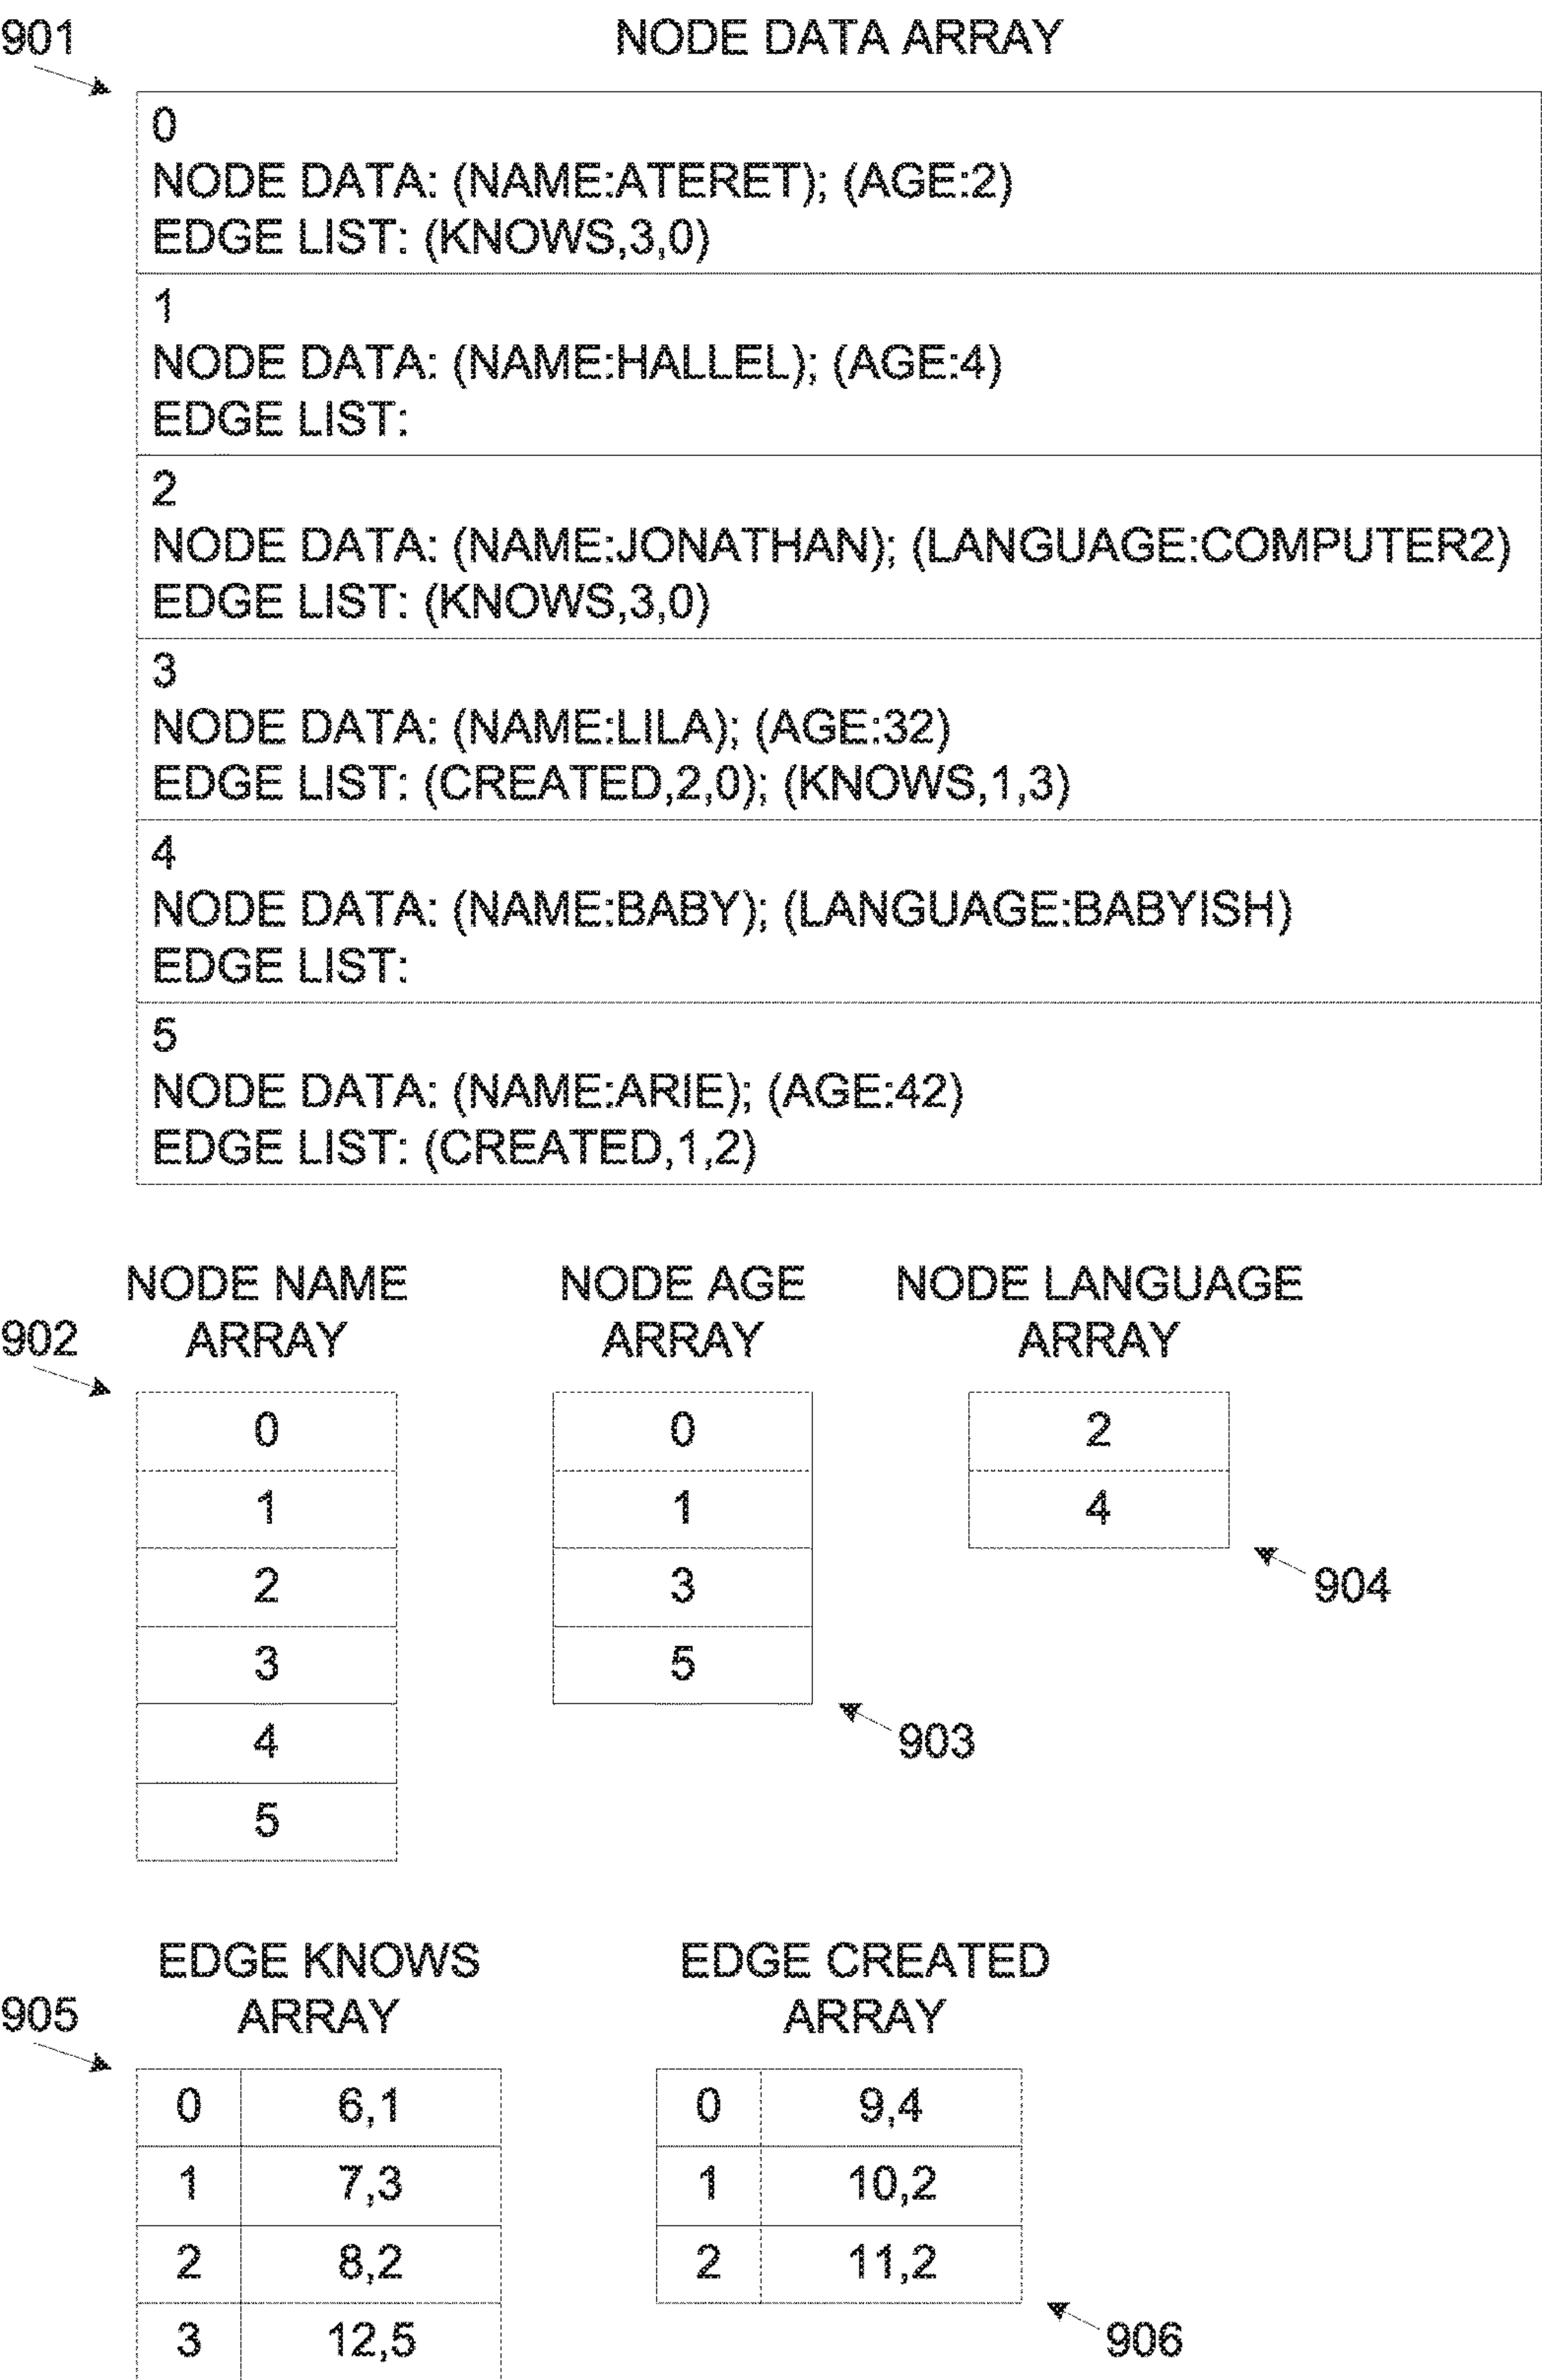 901
NODE DATA ARRAY
0
NODE DATA: (NAME:ATERET); (AGE:2)
EDGE LIST: (KNOWS,3,0)
1
NODE DATA: (NAME:HALLEL); (AGE:4)
EDGE LIST:
2
NODE DATA: (NAME:JONATHAN); (LANGUAGE:COMPUTER2)
EDGE LIST: (KNOWS,3,0)
3
NODE DATA: (NAME:LILA); (AGE:32)
EDGE LIST: (CREATED,2,0); (KNOWS,1,3)
4
NODE DATA: (NAME:BABY); (LANGUAGE:BABYISH)
EDGE LIST:
5
NODE DATA: (NAME:ARIE); (AGE:42)
EDGE LIST: (CREATED,1,2)
902
NODE NAME
ARRAY
0
1
2
3
4
5
NODE AGE
ARRAY
0
1
3
5
903
NODE LANGUAGE
ARRAY
2
4
904
905
EDGE KNOWS
ARRAY
0 6,1
1 7,3
2 8,2
3 12,5
EDGE CREATED
ARRAY
0 9,4
1 10,2
2 11,2
906